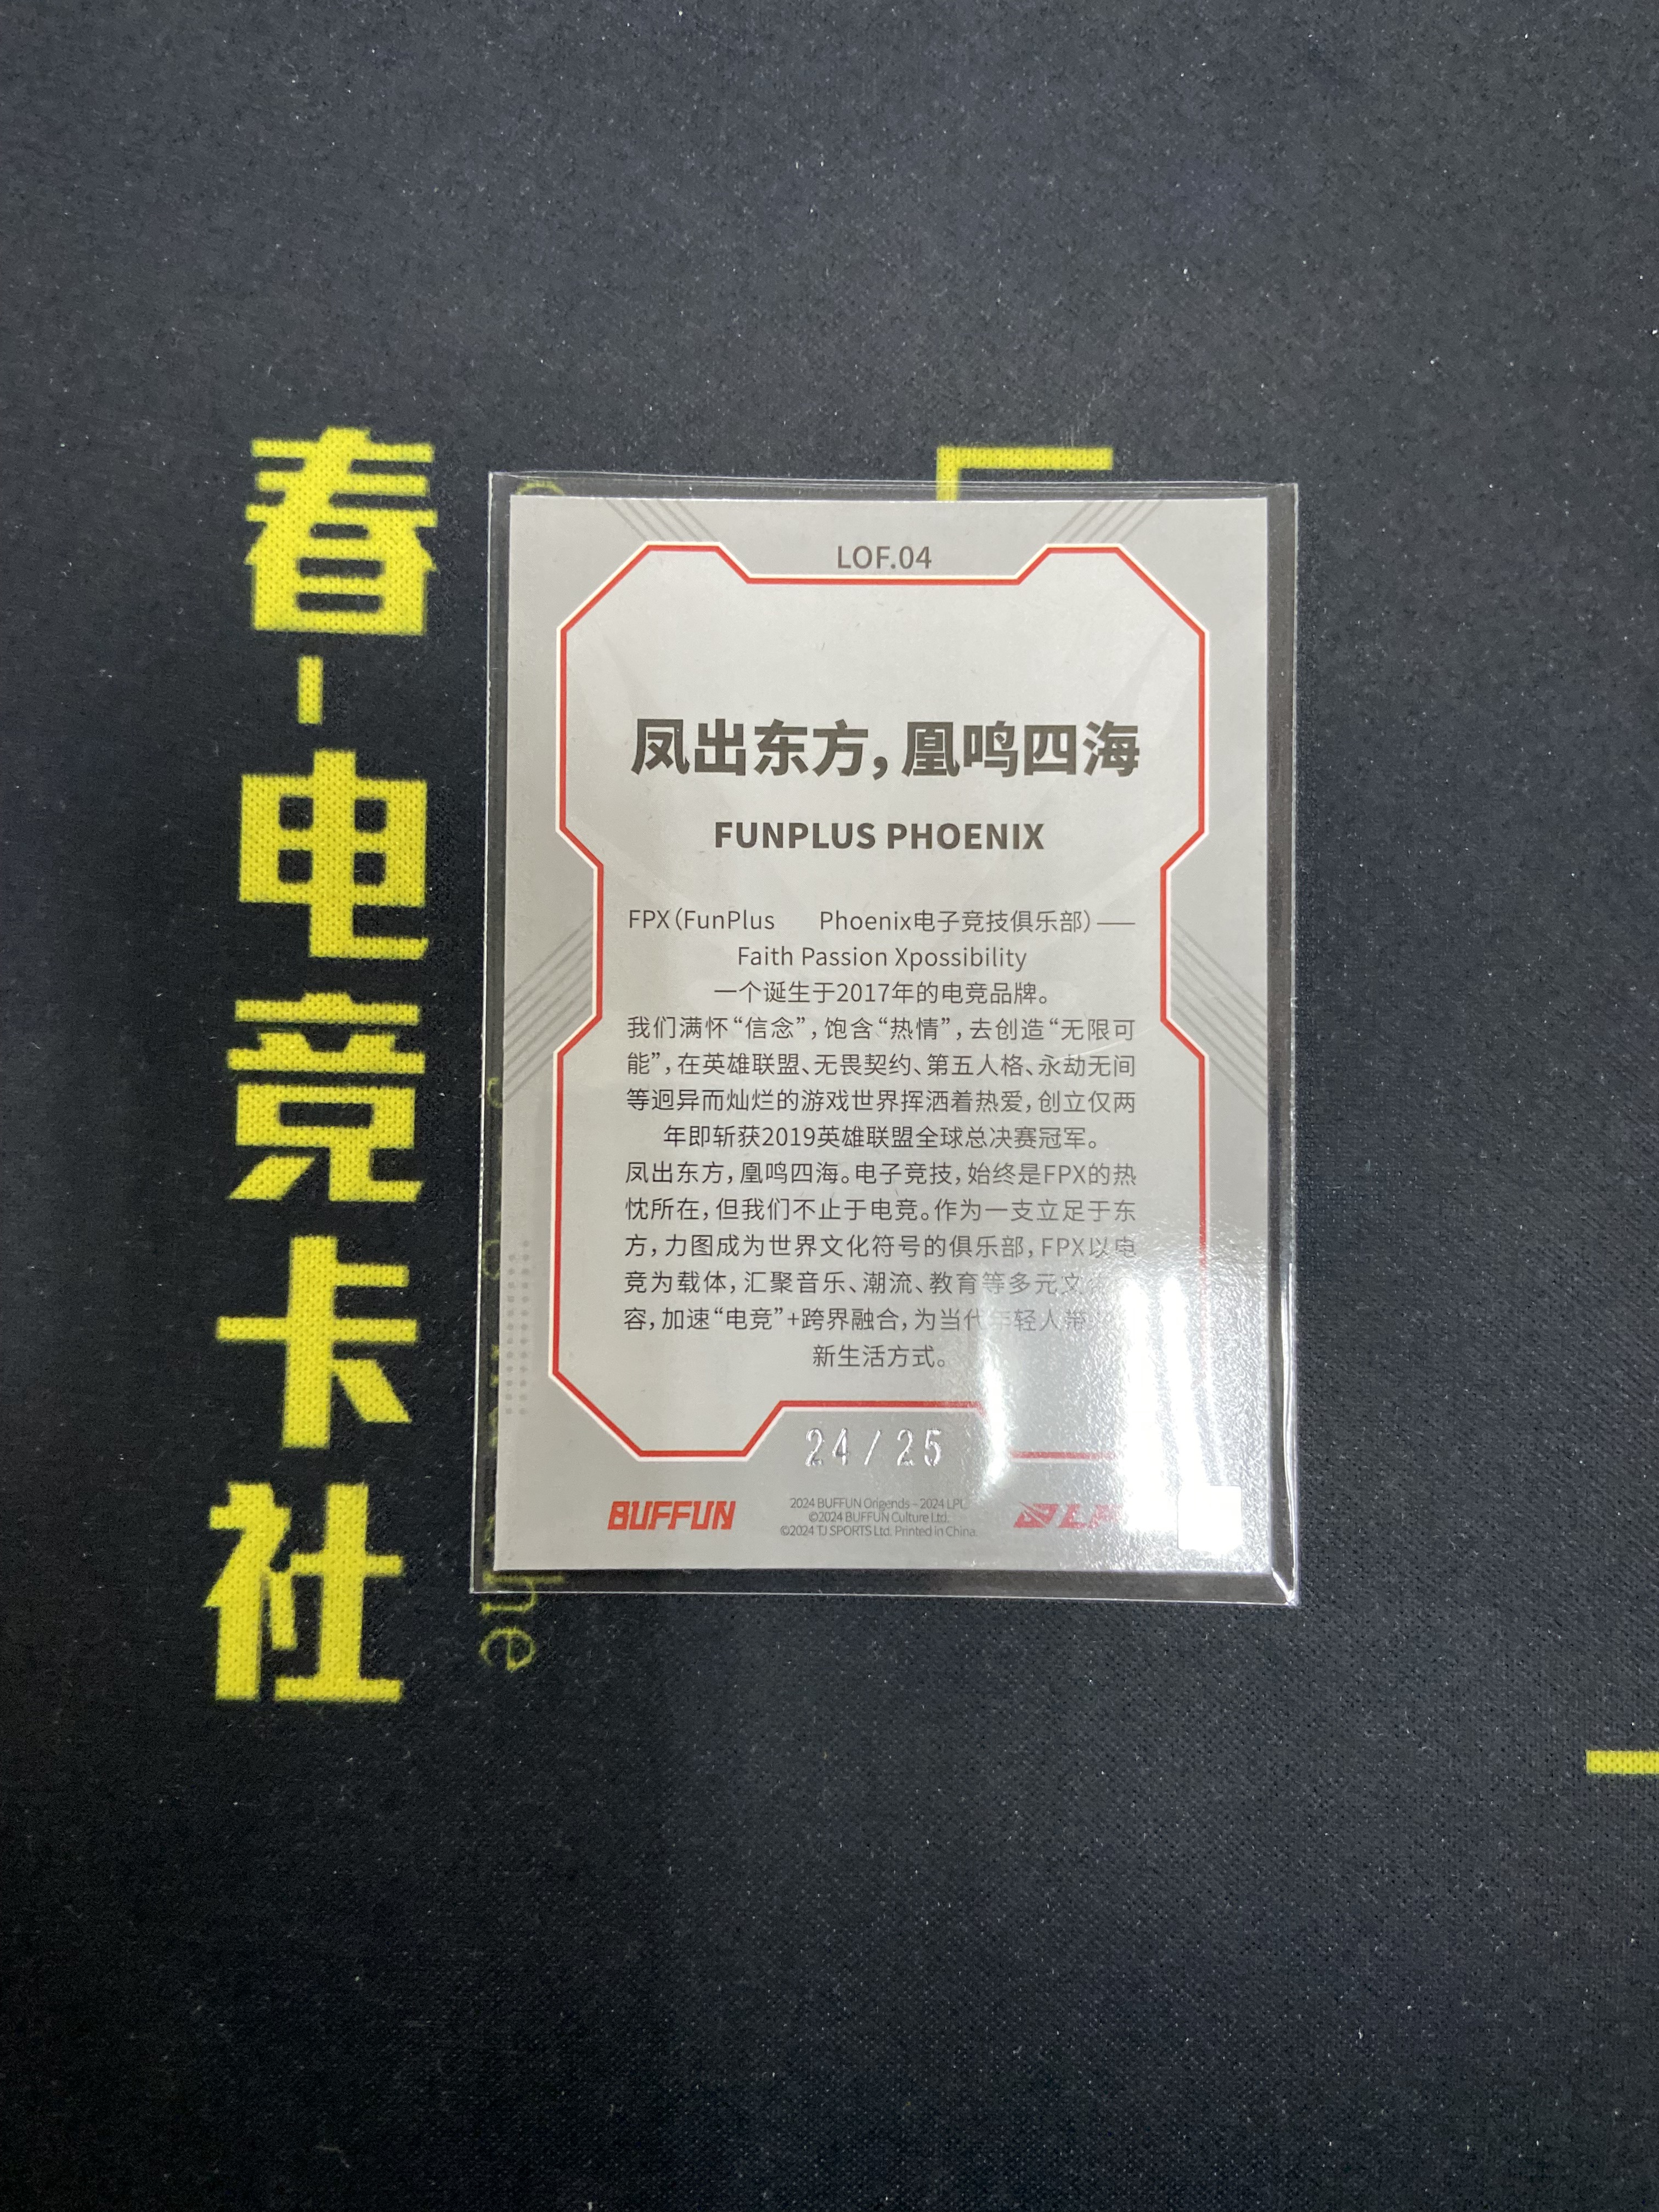 春-电竞卡社
LOF.04
凤出东方，凰鸣四海
FUNPLUS PHOENIX
FPX（FunPlus Phoenix电子竞技俱乐部）——
Faith Passion Xpossibility
一个诞生于2017年的电竞品牌。
我们满怀“信念”，饱含“热情”，去创造“无限可
能”，在英雄联盟、无畏契约、第五人格、永劫无间
等迥异而灿烂的游戏世界挥洒着热爱，创立仅两
年即斩获2019英雄联盟全球总决赛冠军。
凤出东方，凰鸣四海。电子竞技，始终是FPX的热
忱所在，但我们不止于电竞。作为一支立足于东
方，力图成为世界文化符号的俱乐部，FPX以电
竞为载体，汇聚音乐、潮流、教育等多元文
容，加速“电竞”+跨界融合，为当代年轻人带
新生活方式。
24/25
BUFFUN
2024 BUFFUN Origends - 2024 LPL
©2024 BUFFUN Culture Ltd.
©2024 TJ SPORTS Ltd. Printed in China.
he